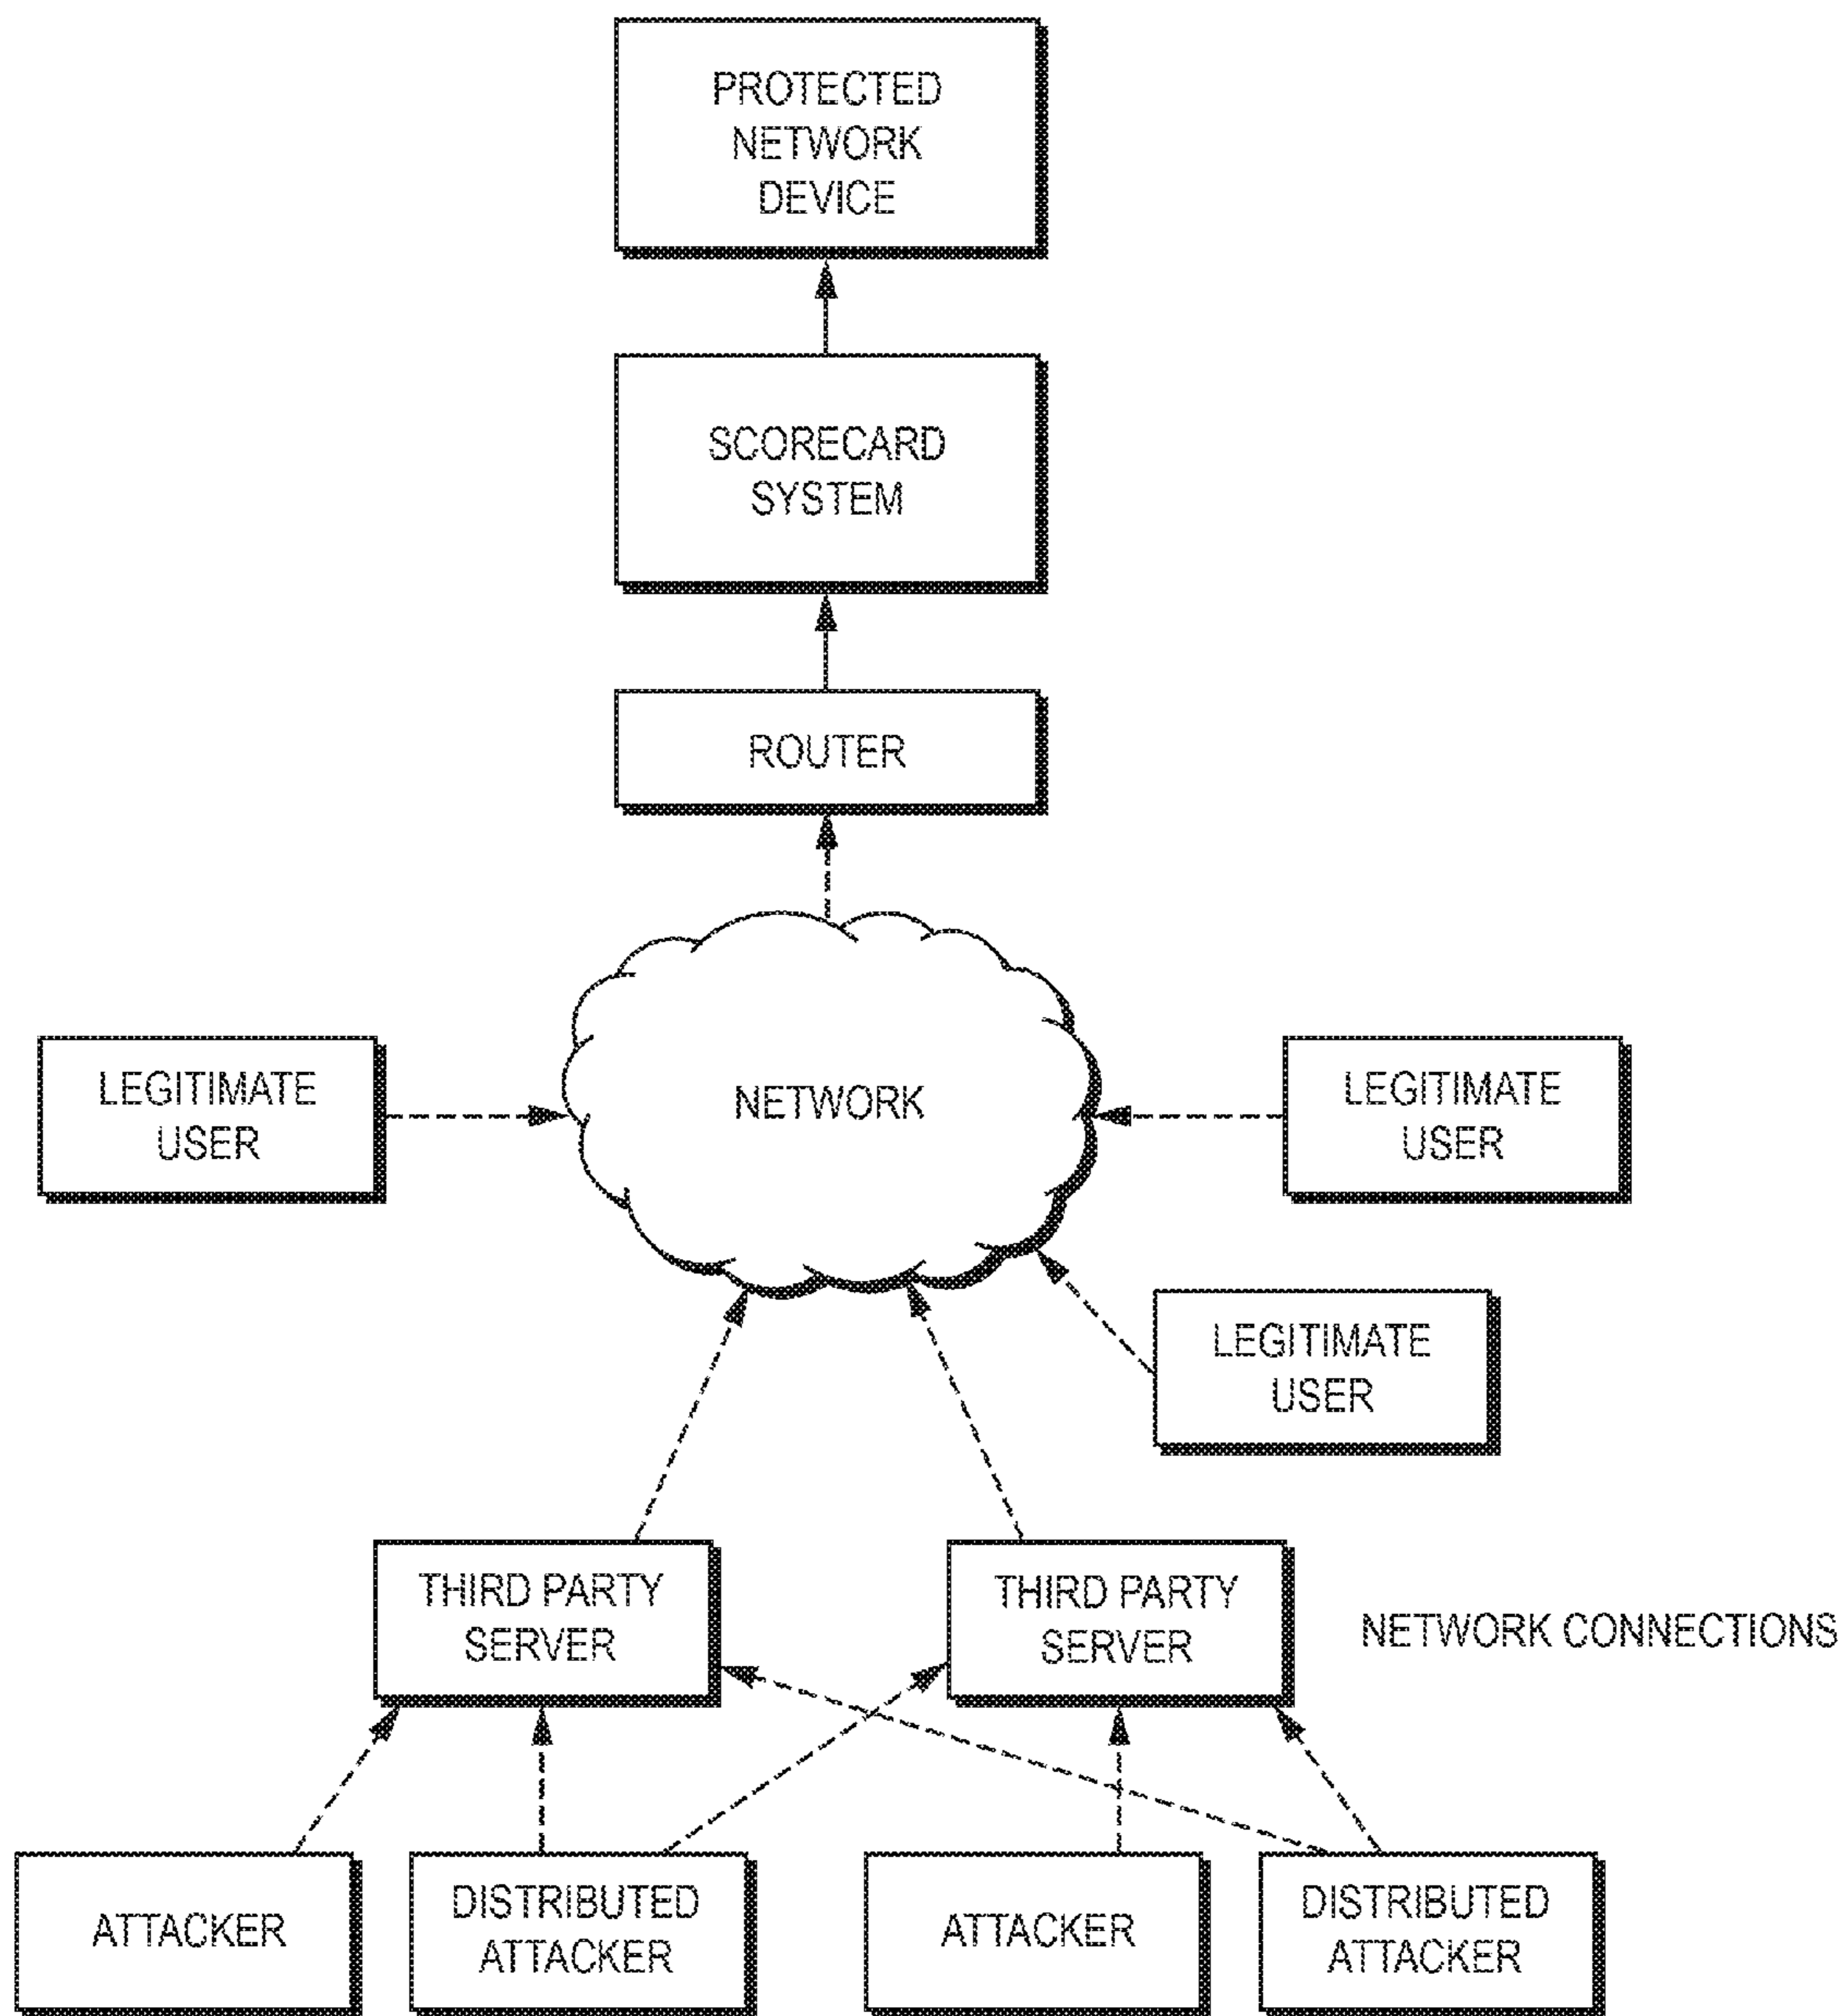 PROTECTED
NETWORK
DEVICE
SCORECARD
SYSTEM
ROUTER
NETWORK
LEGITIMATE
USER
LEGITIMATE
USER
LEGITIMATE
USER
THIRD PARTY
SERVER
THIRD PARTY
SERVER
NETWORK CONNECTIONS
ATTACKER
DISTRIBUTED
ATTACKER
ATTACKER
DISTRIBUTED
ATTACKER